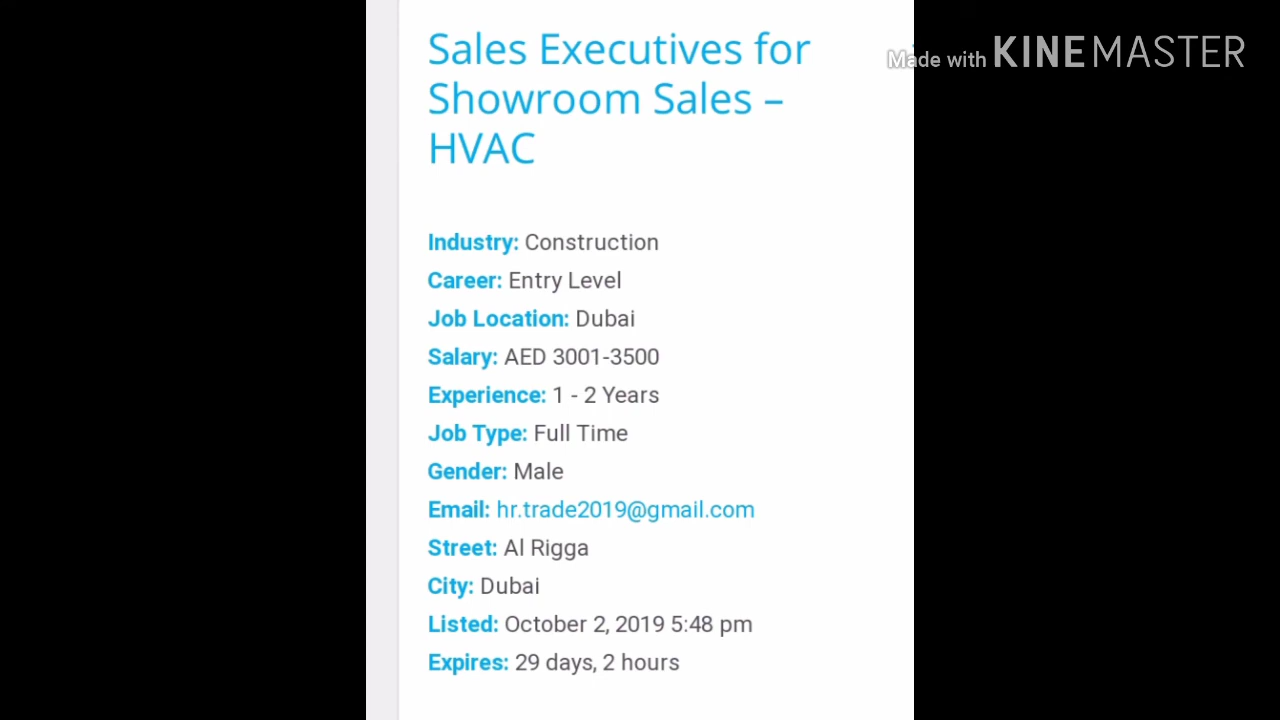 Sales Executives for
Showroom Sales –
HVAC
Made with KINEMASTER
Industry: Construction
Career: Entry Level
Job Location: Dubai
Salary: AED 3001-3500
Experience: 1 - 2 Years
Job Type: Full Time
Gender: Male
Email: hr.trade2019@gmail.com
Street: Al Rigga
City: Dubai
Listed: October 2, 2019 5:48 pm
Expires: 29 days, 2 hours